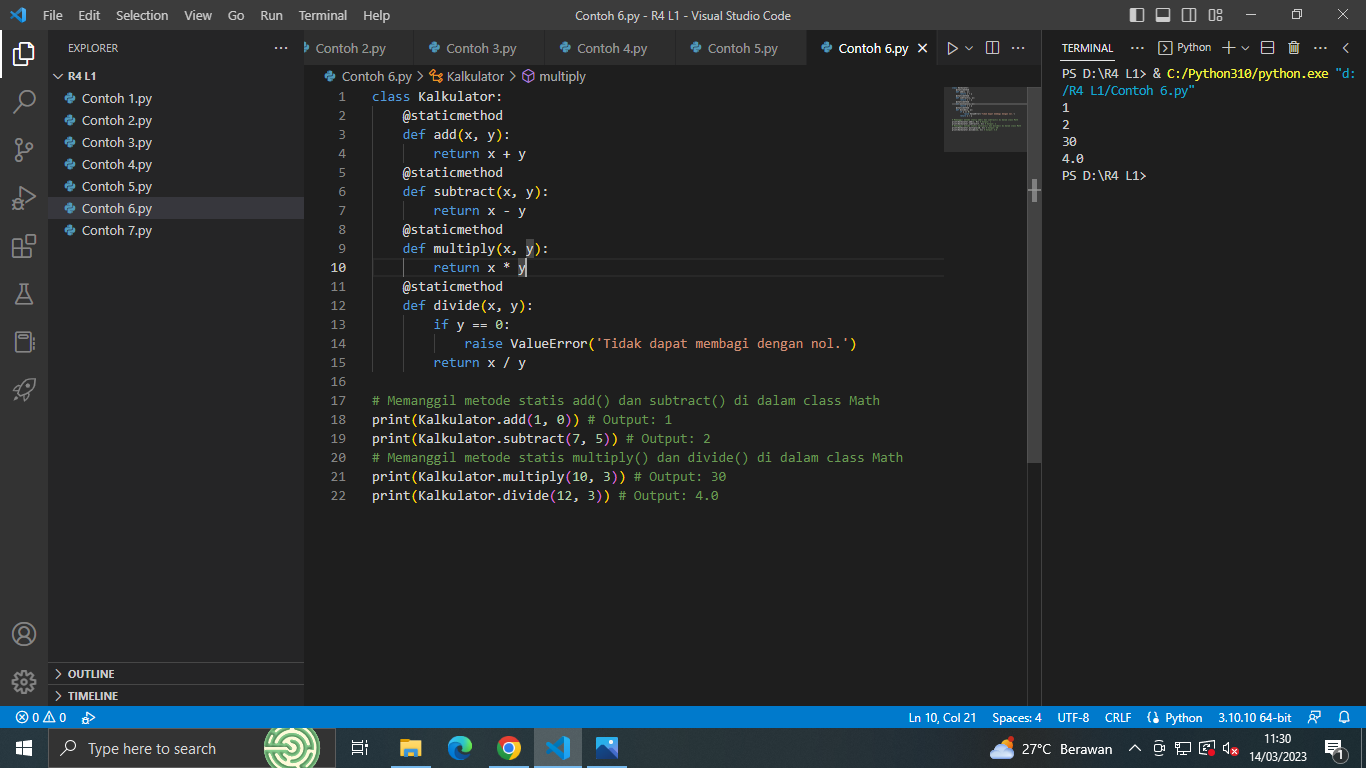 File Edit Selection View Go Run Terminal Help
Contoh 6.py - R4 L1 - Visual Studio Code
EXPLORER
R4 L1
Contoh 1.py
Contoh 2.py
Contoh 3.py
Contoh 4.py
Contoh 5.py
Contoh 6.py
Contoh 7.py
OUTLINE
TIMELINE
Contoh 2.py Contoh 3.py Contoh 4.py Contoh 5.py Contoh 6.py
Contoh 6.py > Kalkulator > multiply
1 class Kalkulator:
2     @staticmethod
3     def add(x, y):
4         return x + y
5     @staticmethod
6     def subtract(x, y):
7         return x - y
8     @staticmethod
9     def multiply(x, y):
10         return x * y
11     @staticmethod
12     def divide(x, y):
13         if y == 0:
14             raise ValueError('Tidak dapat membagi dengan nol.')
15         return x / y
16
17 # Memanggil metode statis add() dan subtract() di dalam class Math
18 print(Kalkulator.add(1, 0)) # Output: 1
19 print(Kalkulator.subtract(7, 5)) # Output: 2
20 # Memanggil metode statis multiply() dan divide() di dalam class Math
21 print(Kalkulator.multiply(10, 3)) # Output: 30
22 print(Kalkulator.divide(12, 3)) # Output: 4.0
TERMINAL
Python
PS D:\R4 L1> & C:/Python310/python.exe "d:
/R4 L1/Contoh 6.py"
1
2
30
4.0
PS D:\R4 L1>
0 0
Ln 10, Col 21 Spaces: 4 UTF-8 CRLF Python 3.10.10 64-bit
Type here to search
27°C Berawan
11:30
14/03/2023
1